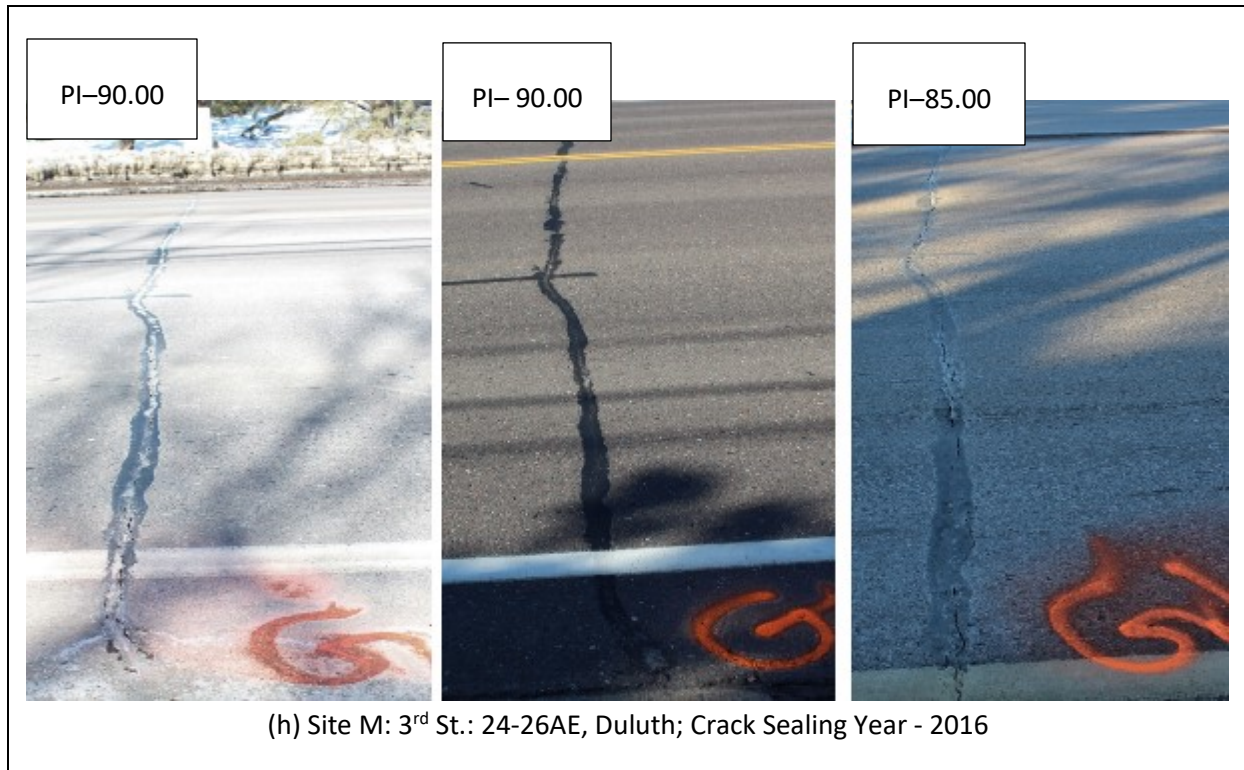 PI–90.00
PI– 90.00
PI–85.00
(h) Site M: 3rd St.: 24-26AE, Duluth; Crack Sealing Year - 2016